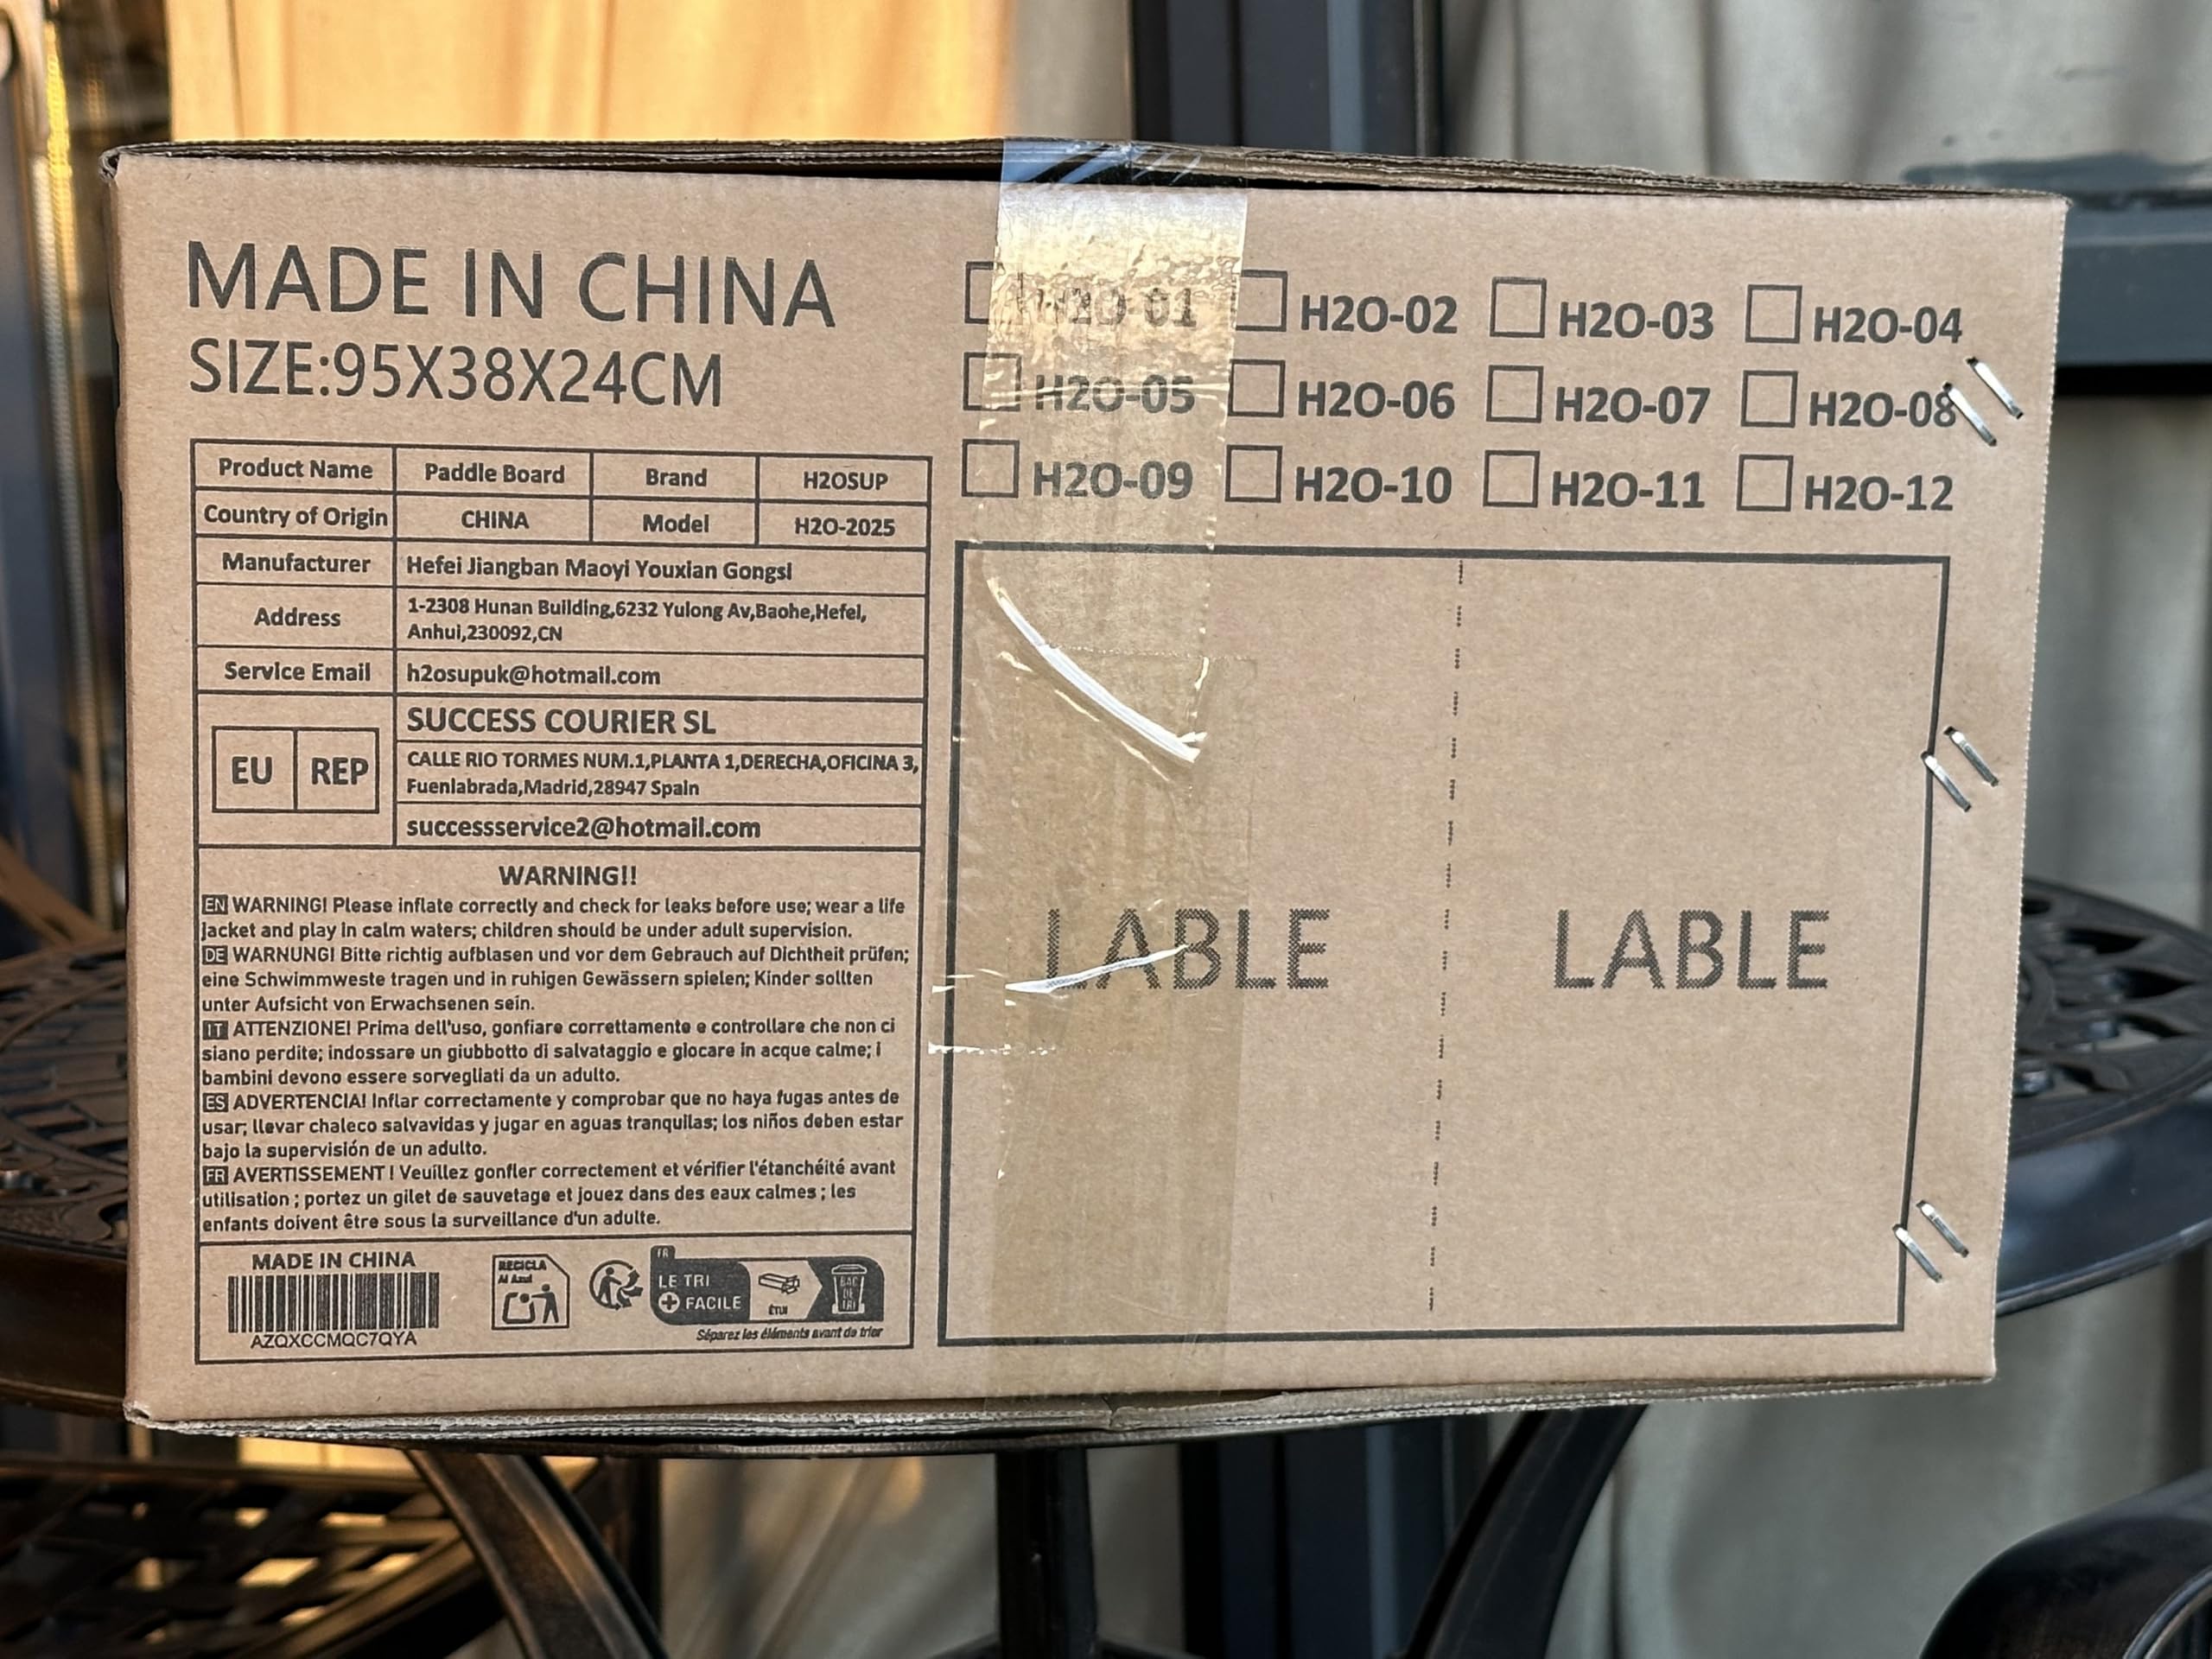 MADE IN CHINA
SIZE:95X38X24CM
H2O-01 H2O-02 H2O-03 H2O-04
H2O-05 H2O-06 H2O-07 H2O-08
H2O-09 H2O-10 H2O-11 H2O-12
Product Name Paddle Board Brand H2OSUP
Country of Origin CHINA Model H2O-2025
Manufacturer Hefei Jiangban Maoyi Youxian Gongsi
Address 1-2308 Hunan Building,6232 Yulong Av,Baohe,Hefei,
Anhui,230092,CN
Service Email h2osupuk@hotmail.com
EU REP
SUCCESS COURIER SL
CALLE RIO TORMES NUM.1,PLANTA 1,DERECHA,OFICINA 3,
Fuenlabrada,Madrid,28947 Spain
successservice2@hotmail.com
WARNING!!
EN WARNING! Please inflate correctly and check for leaks before use; wear a life
jacket and play in calm waters; children should be under adult supervision.
DE WARNUNG! Bitte richtig aufblasen und vor dem Gebrauch auf Dichtheit prüfen;
eine Schwimmweste tragen und in ruhigen Gewässern spielen; Kinder sollten
unter Aufsicht von Erwachsenen sein.
IT ATTENZIONE! Prima dell'uso, gonfiare correttamente e controllare che non ci
siano perdite; indossare un giubbotto di salvataggio e giocare in acque calme; i
bambini devono essere sorvegliati da un adulto.
ES ADVERTENCIA! Inflar correctamente y comprobar que no haya fugas antes de
usar; llevar chaleco salvavidas y jugar en aguas tranquilas; los niños deben estar
bajo la supervisión de un adulto.
FR AVERTISSEMENT ! Veuillez gonfler correctement et vérifier l'étanchéité avant
utilisation ; portez un gilet de sauvetage et jouez dans des eaux calmes ; les
enfants doivent être sous la surveillance d'un adulte.
MADE IN CHINA
AZQXCCMQC7QYA
RECICLA
Al Azul
FR
LE TRI
+ FACILE
ÉTUI
BAC
DE
TRI
Séparez les éléments avant de trier
LABLE LABLE